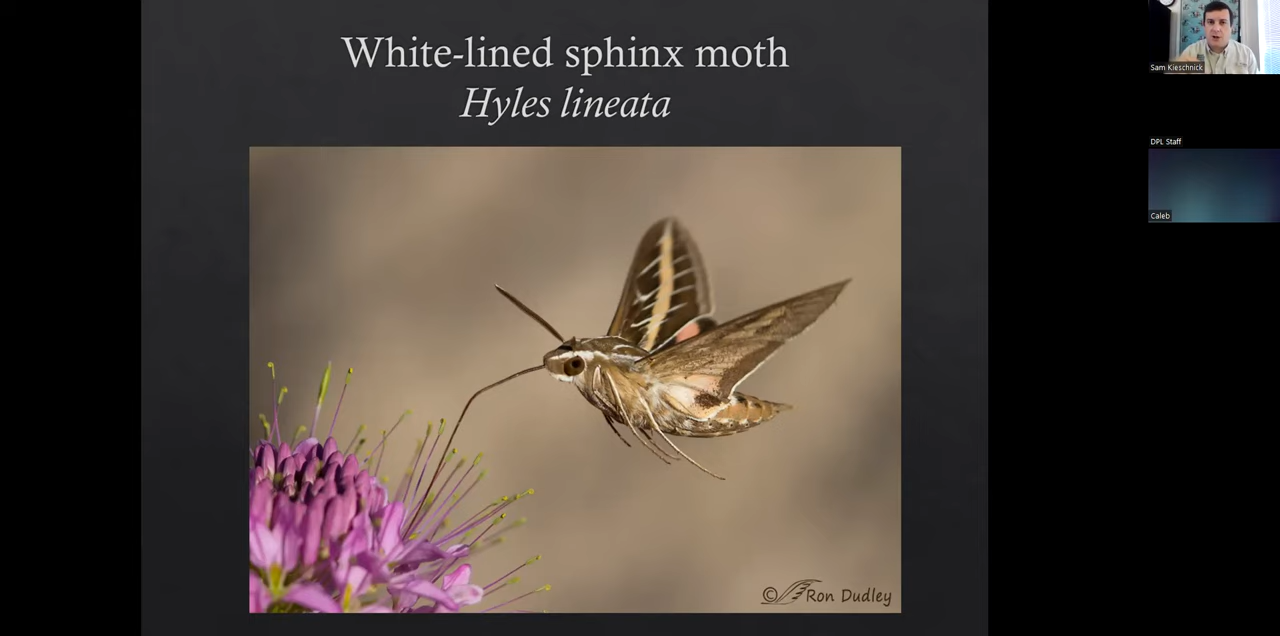 White-lined sphinx moth
Hyles lineata
© Ron Dudley
Sam Kieschnick
DPL Staff
Caleb